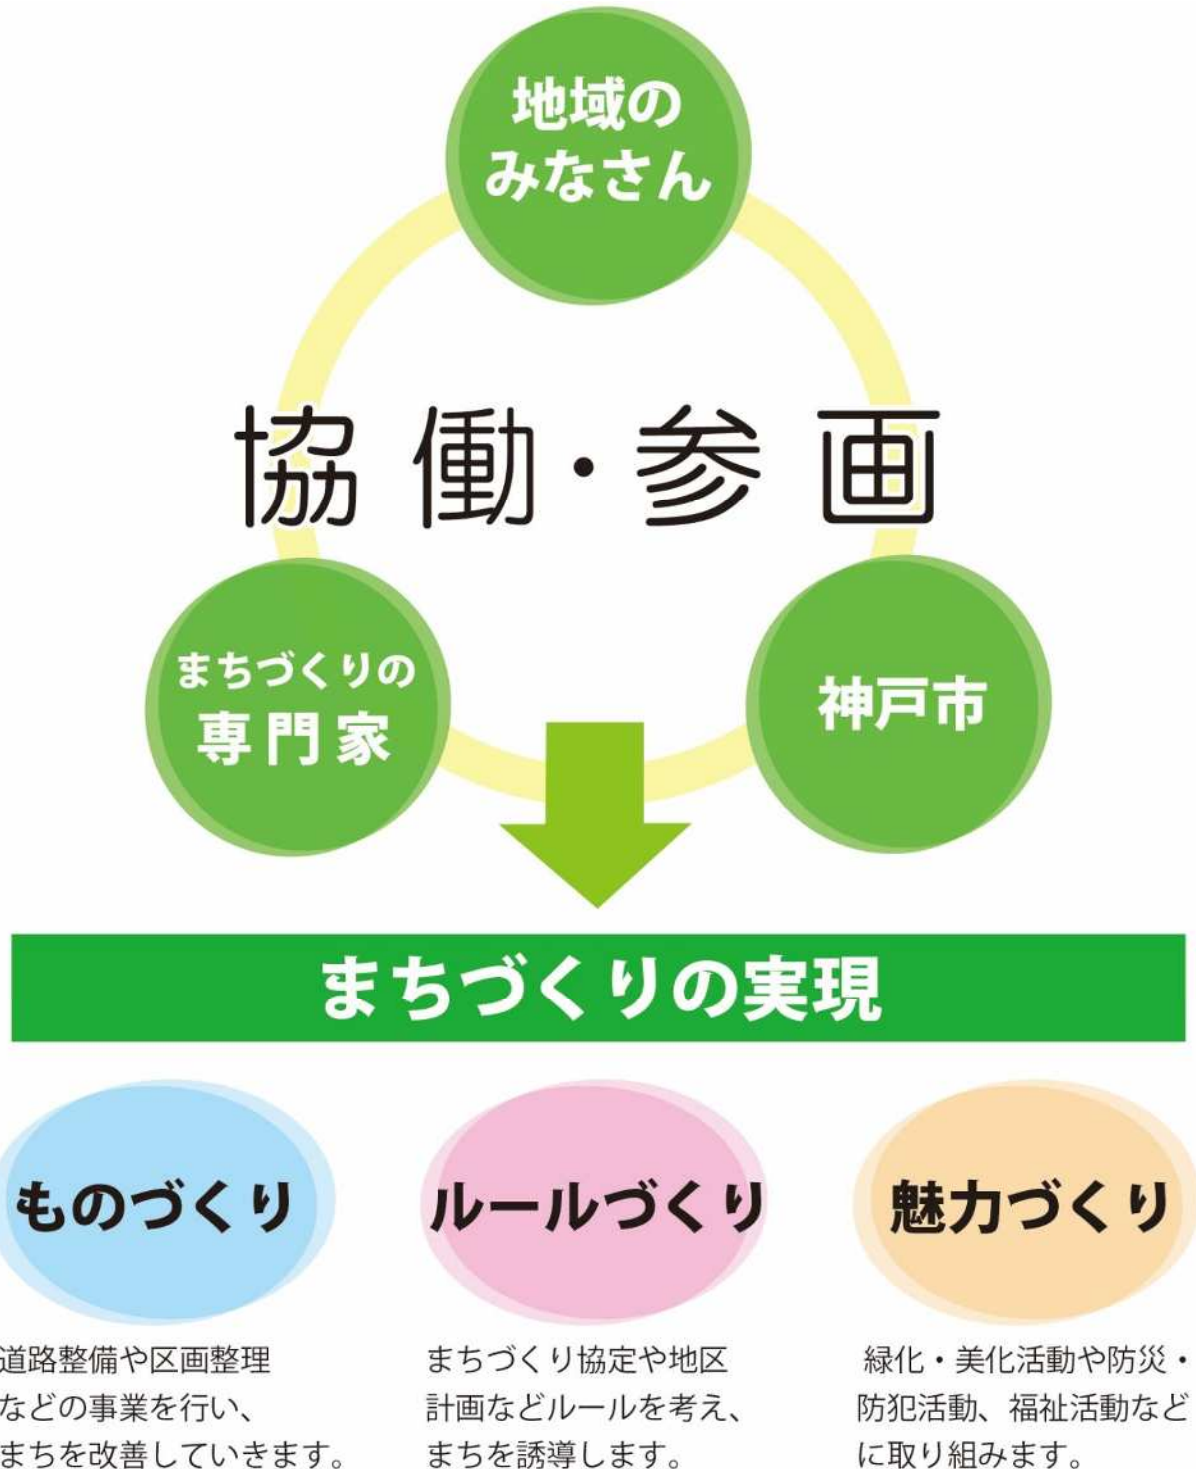 地域の
みなさん
協働・参画
まちづくりの
専門家
神戸市
まちづくりの実現
ものづくり
道路整備や区画整理
などの事業を行い、
まちを改善していきます。
ルールづくり
まちづくり協定や地区
計画などルールを考え、
まちを誘導します。
魅力づくり
緑化・美化活動や防災・
防犯活動、福祉活動など
に取り組みます。